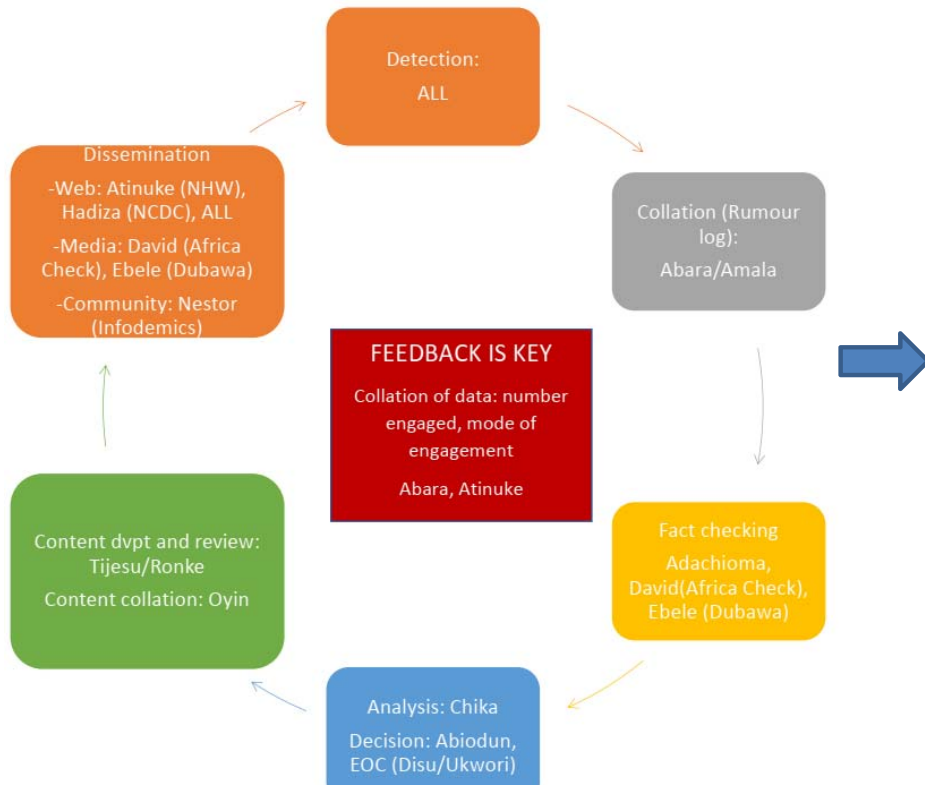 Detection:
ALL
Collation (Rumour
log):
Abara/Amala
Fact checking
Adachioma,
David(Africa Check),
Ebele (Dubawa)
Analysis: Chika
Decision: Abiodun,
EOC (Disu/Ukwori)
Content dvpt and review:
Tijesu/Ronke
Content collation: Oyin
Dissemination
-Web: Atinuke (NHW),
Hadiza (NCDC), ALL
-Media: David (Africa
Check), Ebele (Dubawa)
-Community: Nestor
(Infodemics)
FEEDBACK IS KEY
Collation of data: number
engaged, mode of
engagement
Abara, Atinuke